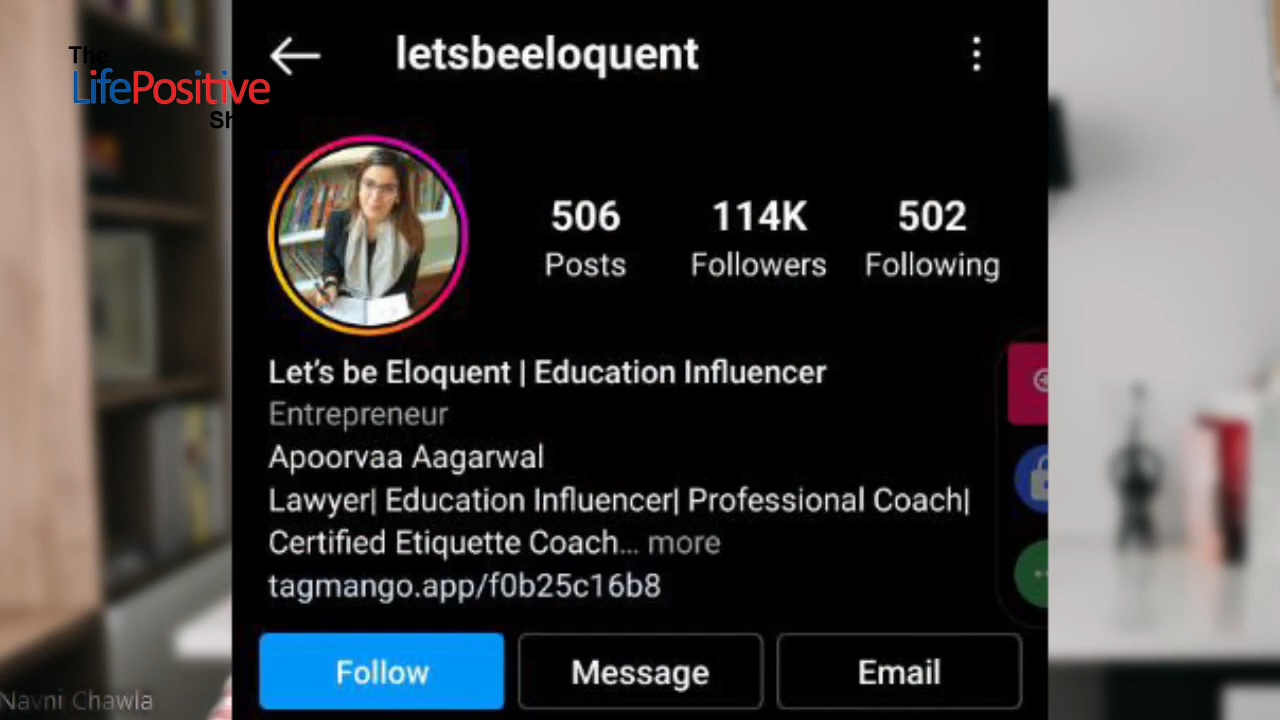 The
LifePositive
Sh
letsbeeloquent
506 114K 502
Posts Followers Following
Let's be Eloquent | Education Influencer
Entrepreneur
Apoorvaa Aagarwal
Lawyer| Education Influencer| Professional Coach|
Certified Etiquette Coach... more
tagmango.app/f0b25c16b8
Follow Message Email
Navni Chawla